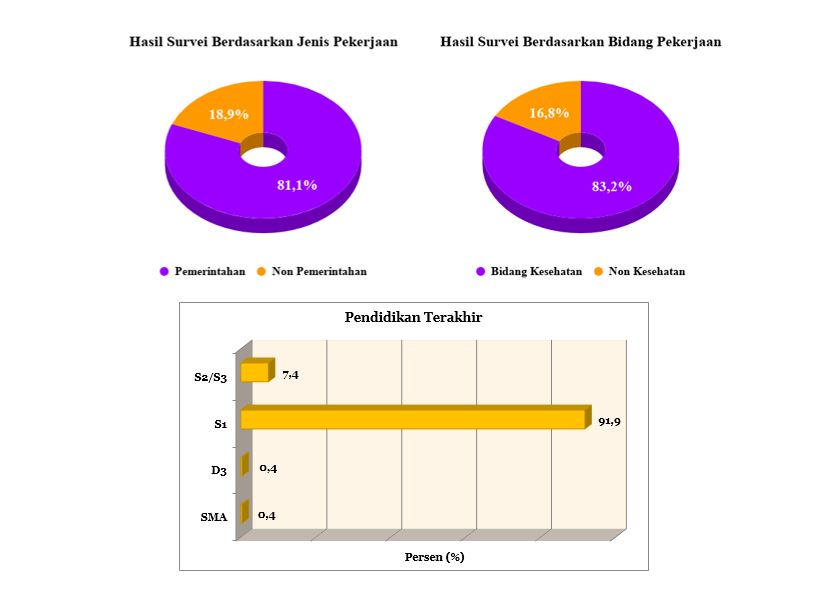 Hasil Survei Berdasarkan Jenis Pekerjaan
18,9%
81,1%
Pemerintahan Non Pemerintahan
Hasil Survei Berdasarkan Bidang Pekerjaan
16,8%
83,2%
Bidang Kesehatan Non Kesehatan
Pendidikan Terakhir
S2/S3 7,4
S1 91,9
D3 0,4
SMA 0,4
Persen (%)